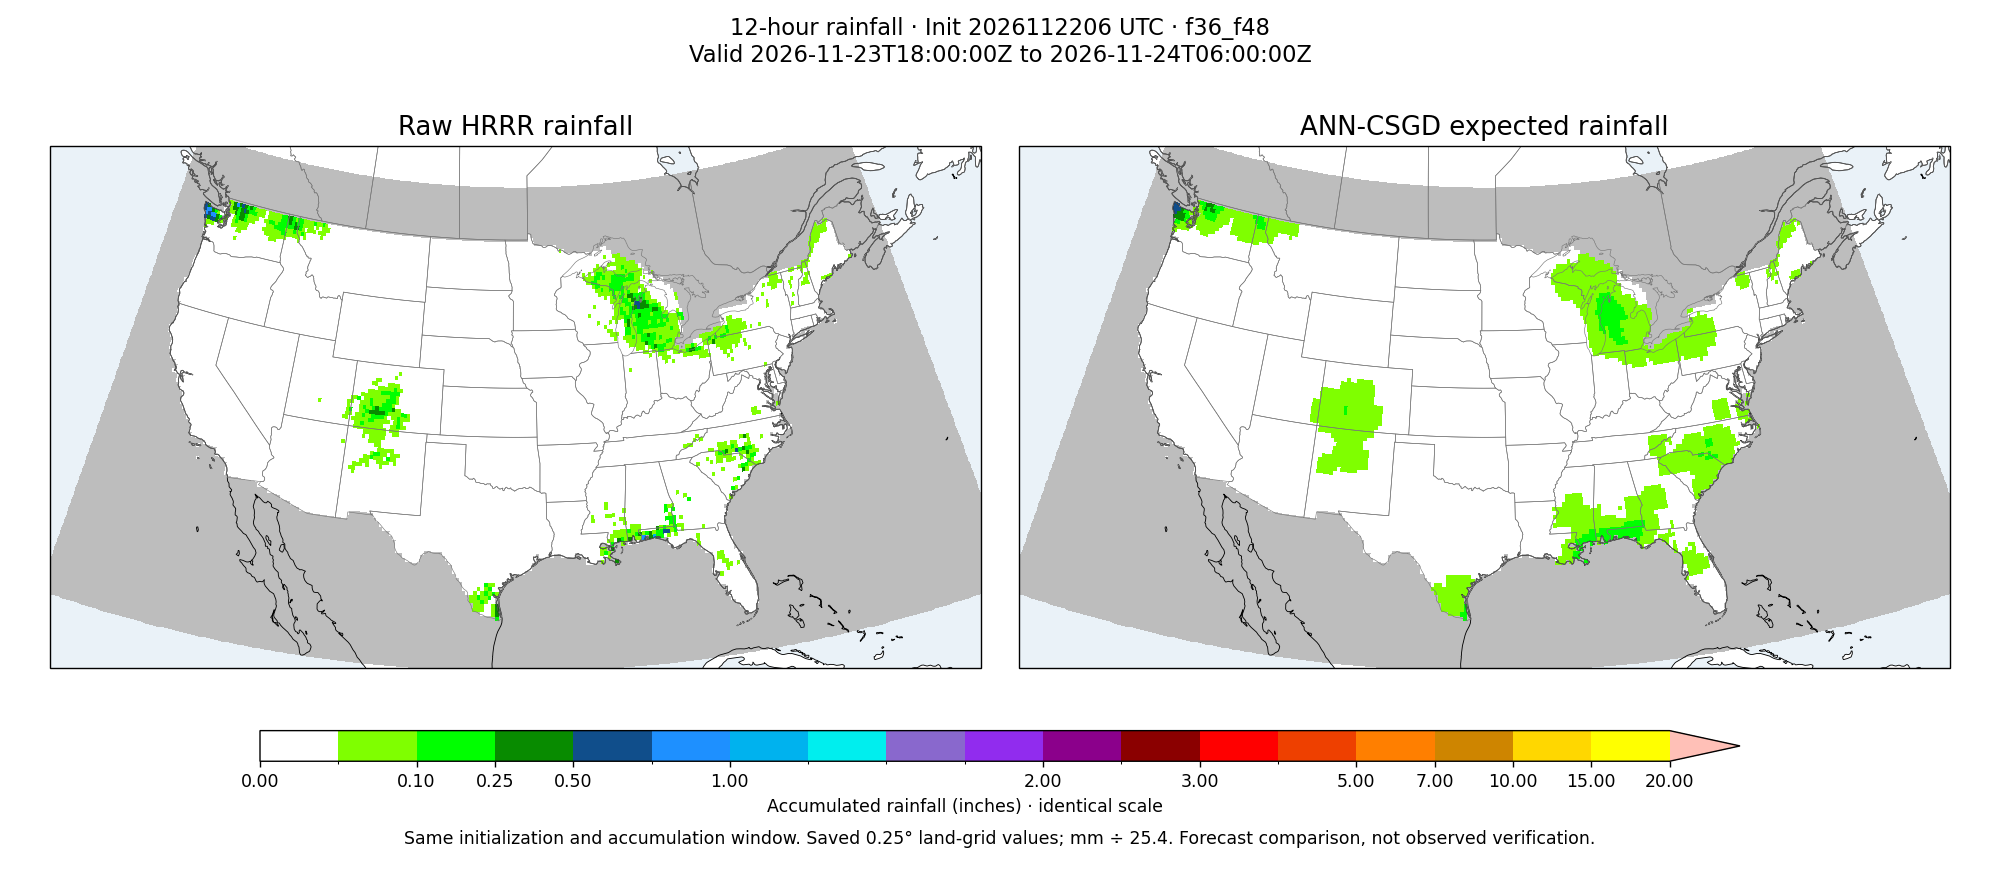 12-hour rainfall · Init 2026112206 UTC · f36_f48
Valid 2026-11-23T18:00:00Z to 2026-11-24T06:00:00Z
Raw HRRR rainfall
ANN-CSGD expected rainfall
0.00 0.10 0.25 0.50 1.00 2.00 3.00 5.00 7.00 10.00 15.00 20.00
Accumulated rainfall (inches) · identical scale
Same initialization and accumulation window. Saved 0.25° land-grid values; mm ÷ 25.4. Forecast comparison, not observed verification.